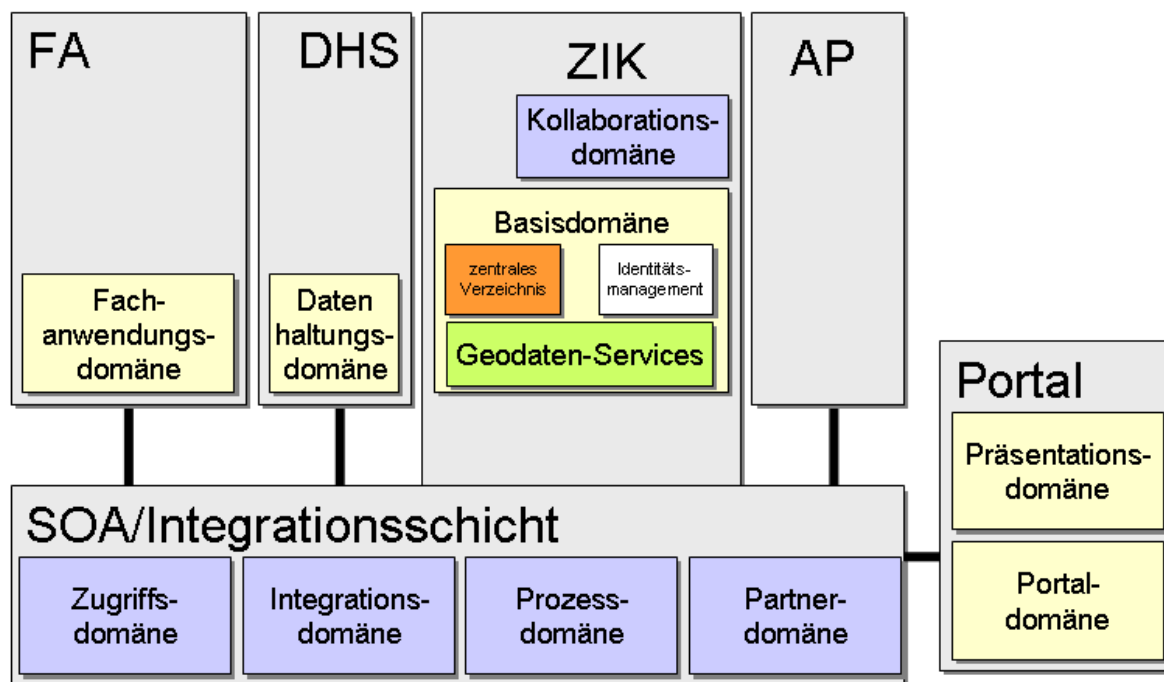 FA
DHS
ZIK
AP
Kollaborations-
domäne
Basisdomäne
zentrales
Verzeichnis
Identitäts-
management
Geodaten-Services
Fach-
anwendungs-
domäne
Daten
haltungs-
domäne
Portal
Präsentations-
domäne
Portal-
domäne
SOA/Integrationsschicht
Zugriffs-
domäne
Integrations-
domäne
Prozess-
domäne
Partner-
domäne